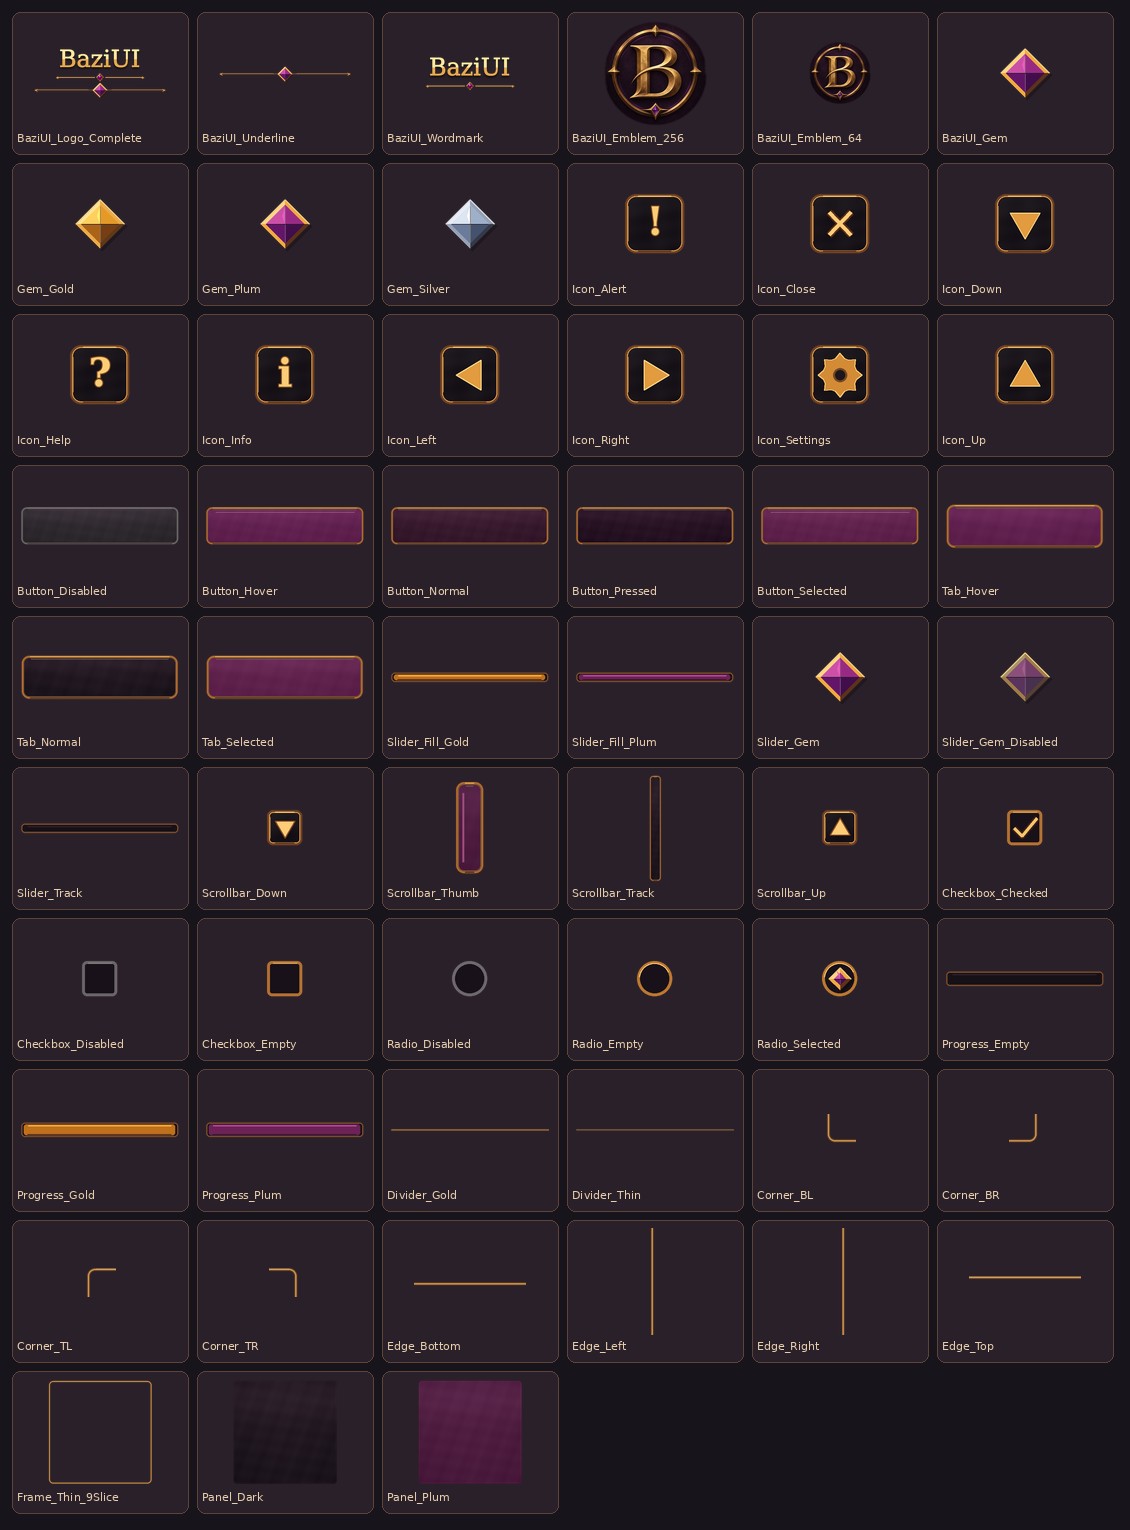 BaziUI
BaziUI
B
B
BaziUI_Logo_Complete
BaziUI_Underline
BaziUI_Wordmark
BaziUI_Emblem_256
BaziUI_Emblem_64
BaziUI_Gem
!
Gem_Gold
Gem_Plum
Gem_Silver
Icon_Alert
Icon_Close
Icon_Down
?
i
Icon_Help
Icon_Info
Icon_Left
Icon_Right
Icon_Settings
Icon_Up
Button_Disabled
Button_Hover
Button_Normal
Button_Pressed
Button_Selected
Tab_Hover
Tab_Normal
Tab_Selected
Slider_Fill_Gold
Slider_Fill_Plum
Slider_Gem
Slider_Gem_Disabled
Slider_Track
Scrollbar_Down
Scrollbar_Thumb
Scrollbar_Track
Scrollbar_Up
Checkbox_Checked
Checkbox_Disabled
Checkbox_Empty
Radio_Disabled
Radio_Empty
Radio_Selected
Progress_Empty
Progress_Gold
Progress_Plum
Divider_Gold
Divider_Thin
Corner_BL
Corner_BR
Corner_TL
Corner_TR
Edge_Bottom
Edge_Left
Edge_Right
Edge_Top
Frame_Thin_9Slice
Panel_Dark
Panel_Plum